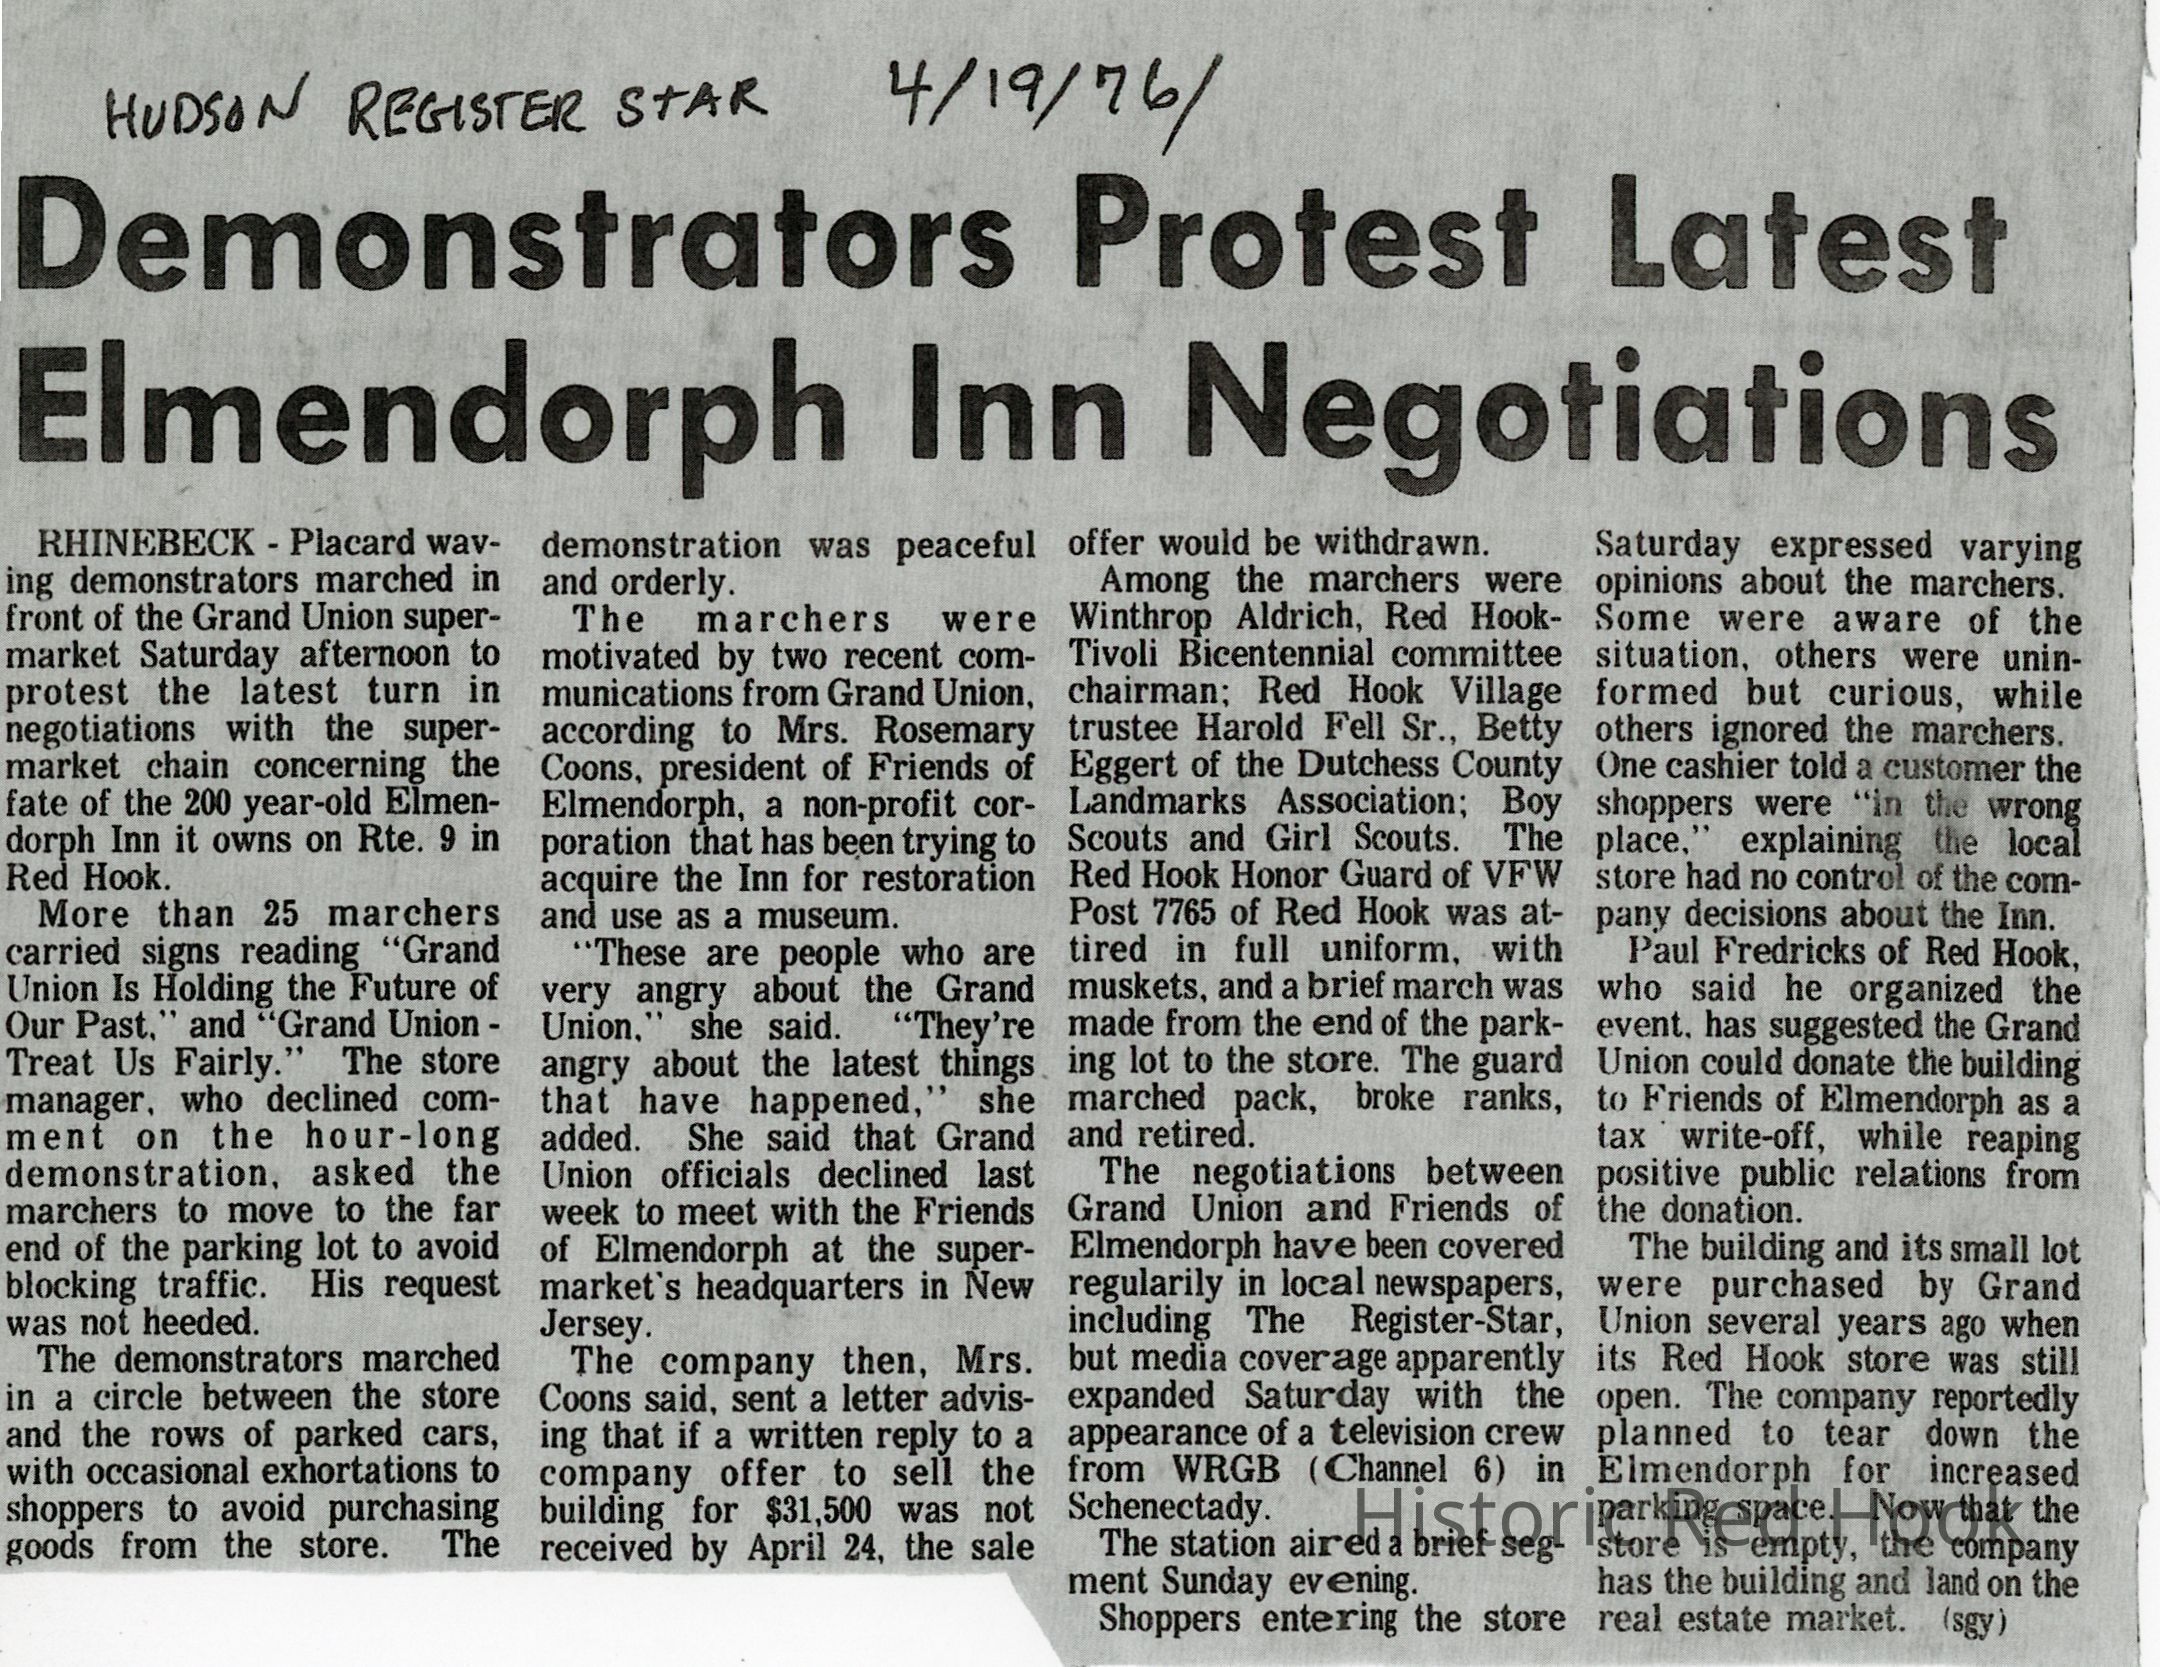 HUDSON REGISTER STAR 4/19/76/
Demonstrators Protest Latest
Elmendorph Inn Negotiations
RHINEBECK - Placard wav-
ing demonstrators marched in
front of the Grand Union super-
market Saturday afternoon to
protest the latest turn in
negotiations with the super-
market chain concerning the
fate of the 200 year-old Elmen-
dorph Inn it owns on Rte. 9 in
Red Hook.
More than 25 marchers
carried signs reading "Grand
Union Is Holding the Future of
Our Past," and "Grand Union -
Treat Us Fairly." The store
manager, who declined com-
ment on the hour-long
demonstration, asked the
marchers to move to the far
end of the parking lot to avoid
blocking traffic. His request
was not heeded.
The demonstrators marched
in a circle between the store
and the rows of parked cars,
with occasional exhortations to
shoppers to avoid purchasing
goods from the store. The
demonstration was peaceful
and orderly.
The marchers were
motivated by two recent com-
munications from Grand Union,
according to Mrs. Rosemary
Coons, president of Friends of
Elmendorph, a non-profit cor-
poration that has been trying to
acquire the Inn for restoration
and use as a museum.
"These are people who are
very angry about the Grand
Union," she said. "They're
angry about the latest things
that have happened," she
added. She said that Grand
Union officials declined last
week to meet with the Friends
of Elmendorph at the super-
market's headquarters in New
Jersey.
The company then, Mrs.
Coons said, sent a letter advis-
ing that if a written reply to a
company offer to sell the
building for $31,500 was not
received by April 24, the sale
offer would be withdrawn.
Among the marchers were
Winthrop Aldrich, Red Hook-
Tivoli Bicentennial committee
chairman; Red Hook Village
trustee Harold Fell Sr., Betty
Eggert of the Dutchess County
Landmarks Association; Boy
Scouts and Girl Scouts. The
Red Hook Honor Guard of VFW
Post 7765 of Red Hook was at-
tired in full uniform, with
muskets, and a brief march was
made from the end of the park-
ing lot to the store. The guard
marched pack, broke ranks,
and retired.
The negotiations between
Grand Union and Friends of
Elmendorph have been covered
regularily in local newspapers,
including The Register-Star,
but media coverage apparently
expanded Saturday with the
appearance of a television crew
from WRGB (Channel 6) in
Schenectady.
The station aired a brief seg-
ment Sunday evening.
Shoppers entering the store
Saturday expressed varying
opinions about the marchers.
Some were aware of the
situation, others were unin-
formed but curious, while
others ignored the marchers.
One cashier told a customer the
shoppers were "in the wrong
place," explaining the local
store had no control of the com-
pany decisions about the Inn.
Paul Fredricks of Red Hook,
who said he organized the
event, has suggested the Grand
Union could donate the building
to Friends of Elmendorph as a
tax write-off, while reaping
positive public relations from
the donation.
The building and its small lot
were purchased by Grand
Union several years ago when
its Red Hook store was still
open. The company reportedly
planned to tear down the
Elmendorph for increased
parking space. Now that the
store is empty, the company
has the building and land on the
real estate market. (sgy)
Historic Red Hook